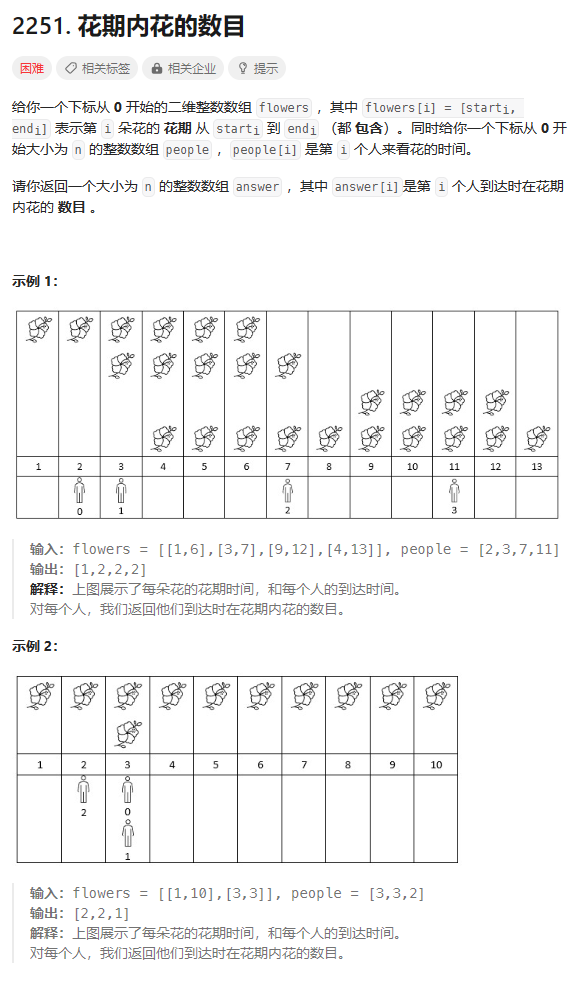 2251. 花期内花的数目
困难 相关标签 相关企业 提示
给你一个下标从 0 开始的二维整数数组 flowers ，其中 flowers[i] = [starti,
endi] 表示第 i 朵花的 花期 从 starti 到 endi （都 包含）。同时给你一个下标从 0 开
始大小为 n 的整数数组 people ，people[i] 是第 i 个人来看花的时间。
请你返回一个大小为 n 的整数数组 answer ，其中 answer[i]是第 i 个人到达时在花期
内花的 数目 。
示例 1：
1 2 3 4 5 6 7 8 9 10 11 12 13
0 1 2 3
输入：flowers = [[1,6],[3,7],[9,12],[4,13]], people = [2,3,7,11]
输出：[1,2,2,2]
解释：上图展示了每朵花的花期时间，和每个人的到达时间。
对每个人，我们返回他们到达时在花期内花的数目。
示例 2：
1 2 3 4 5 6 7 8 9 10
2 0
1
输入：flowers = [[1,10],[3,3]], people = [3,3,2]
输出：[2,2,1]
解释：上图展示了每朵花的花期时间，和每个人的到达时间。
对每个人，我们返回他们到达时在花期内花的数目。